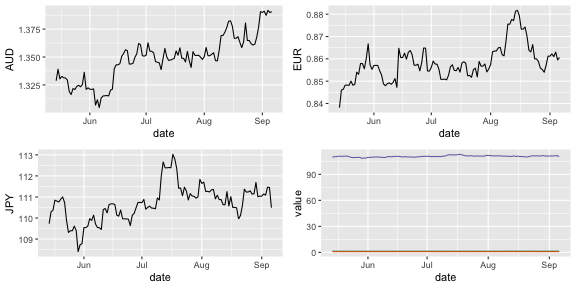 AUD
1.375
1.350
1.325
Jun Jul Aug Sep
date
EUR
0.88
0.87
0.86
0.85
0.84
Jun Jul Aug Sep
date
JPY
113
112
111
110
109
Jun Jul Aug Sep
date
value
90
60
30
0
Jun Jul Aug Sep
date